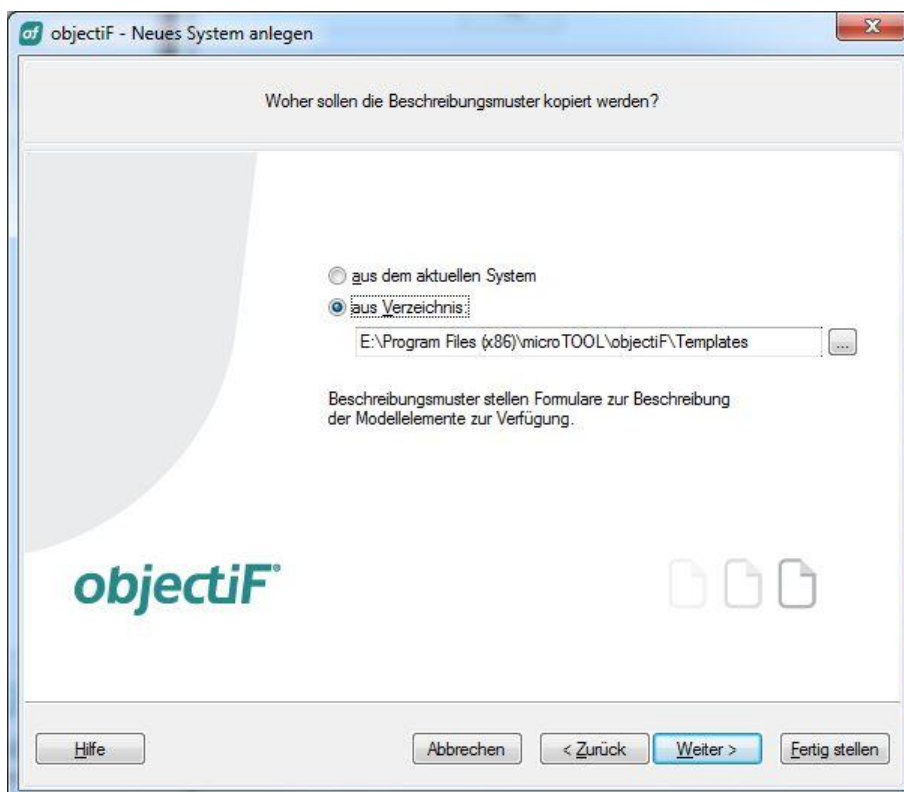 of objectiF - Neues System anlegen
X
Woher sollen die Beschreibungsmuster kopiert werden?
aus dem aktuellen System
aus Verzeichnis:
E:\Program Files (x86)\microTOOL\objectiF\Templates
...
Beschreibungsmuster stellen Formulare zur Beschreibung
der Modellelemente zur Verfügung.
objectiF®
Hilfe Abbrechen < Zurück Weiter > Fertig stellen